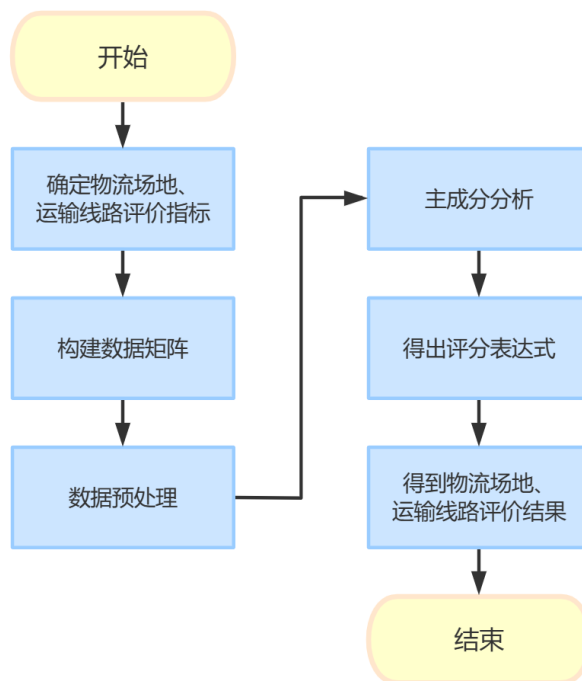 开始
确定物流场地、
运输线路评价指标
构建数据矩阵
数据预处理
主成分分析
得出评分表达式
得到物流场地、
运输线路评价结果
结束